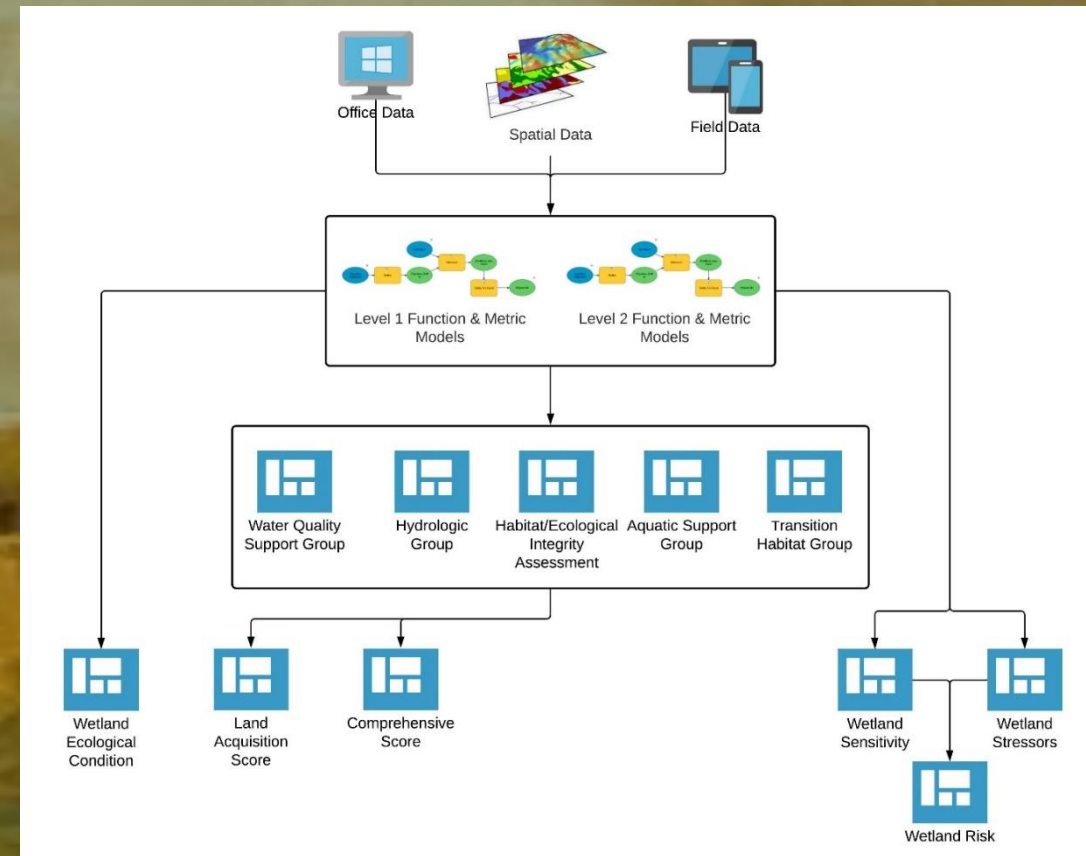 Office Data
Spatial Data
Field Data
Level 1 Function & Metric
Models
Level 2 Function & Metric
Models
Water Quality
Support Group
Hydrologic
Group
Habitat/Ecological
Integrity
Assessment
Aquatic Support
Group
Transition
Habitat Group
Wetland
Ecological
Condition
Land
Acquisition
Score
Comprehensive
Score
Wetland
Sensitivity
Wetland
Stressors
Wetland Risk